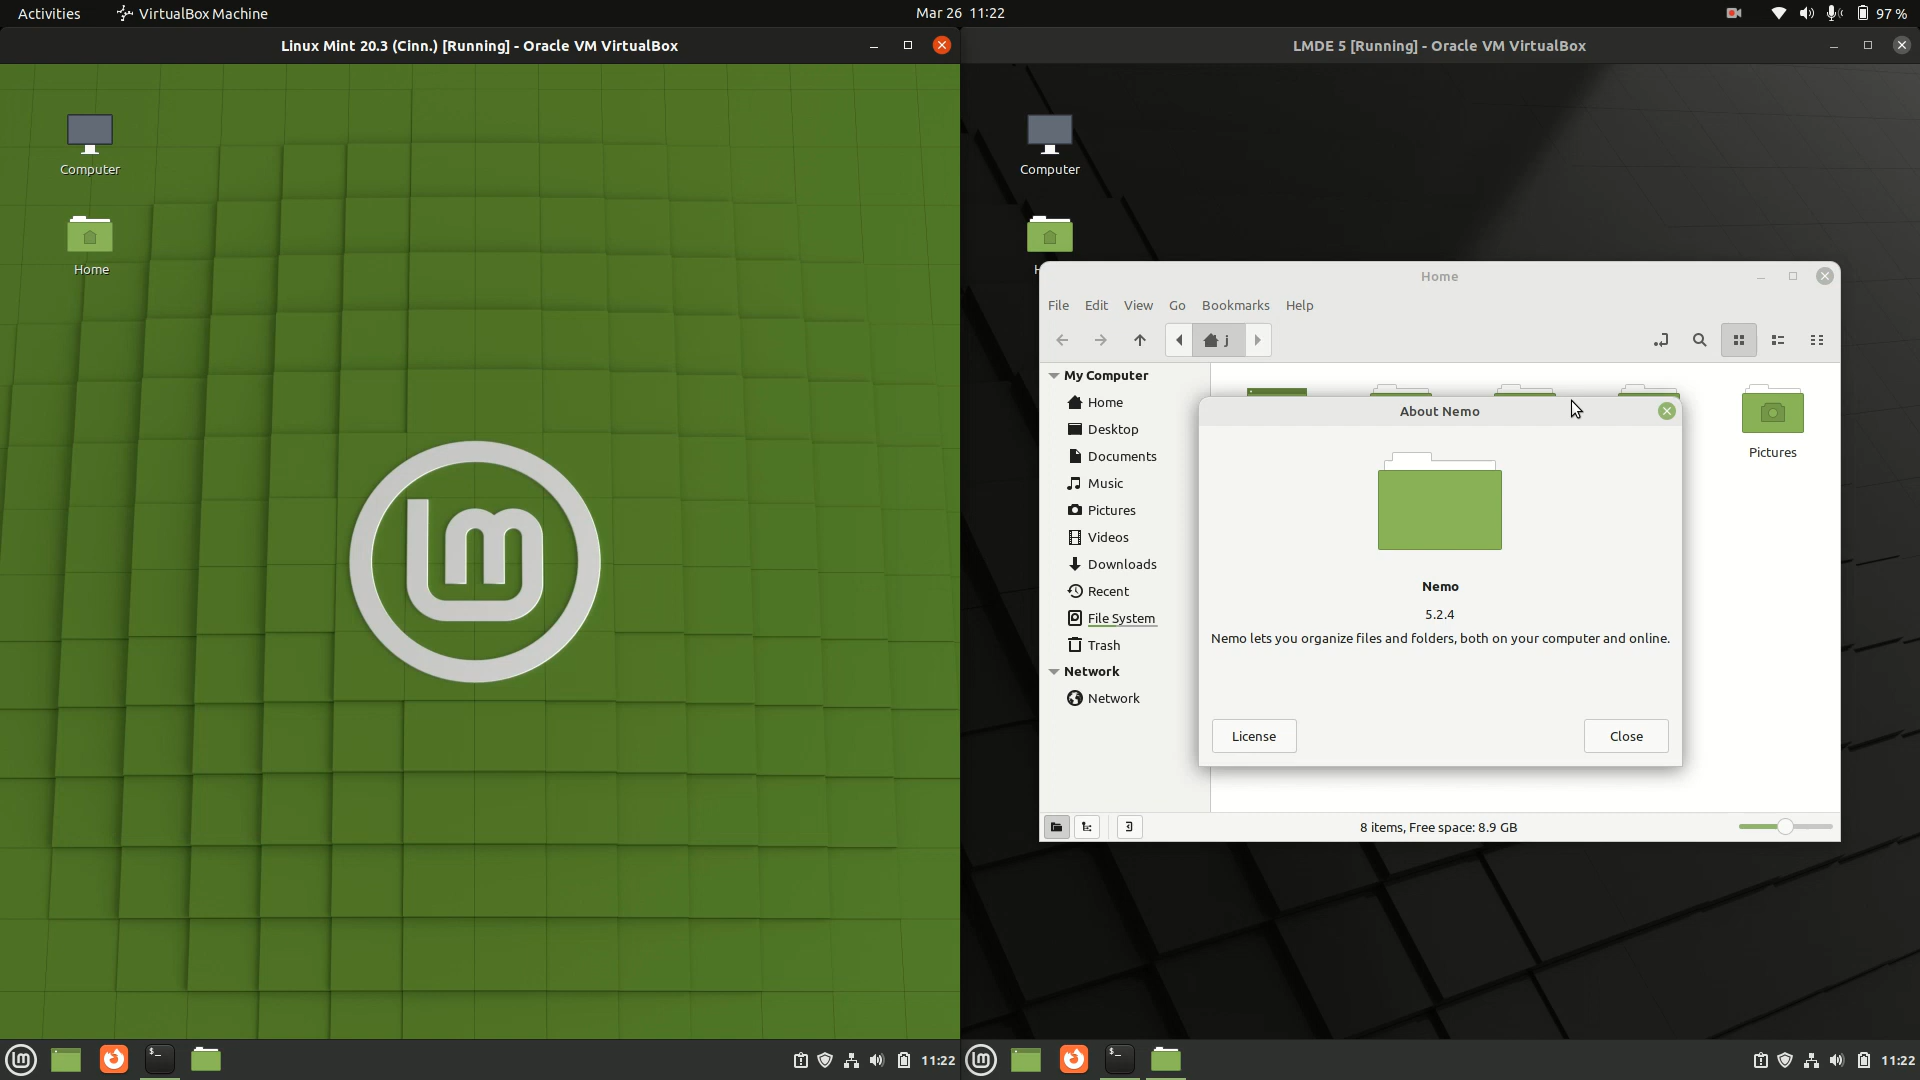 Activities
VirtualBox Machine
Mar 26 11:22
97 %
Linux Mint 20.3 (Cinn.) [Running] - Oracle VM VirtualBox
LMDE 5 [Running] - Oracle VM VirtualBox
Computer
Home
Computer
Home
File Edit View Go Bookmarks Help
j
My Computer
Home
Desktop
Documents
Music
Pictures
Videos
Downloads
Recent
File System
Trash
Network
Network
Pictures
About Nemo
Nemo
5.2.4
Nemo lets you organize files and folders, both on your computer and online.
License
Close
8 items, Free space: 8.9 GB
11:22
11:22